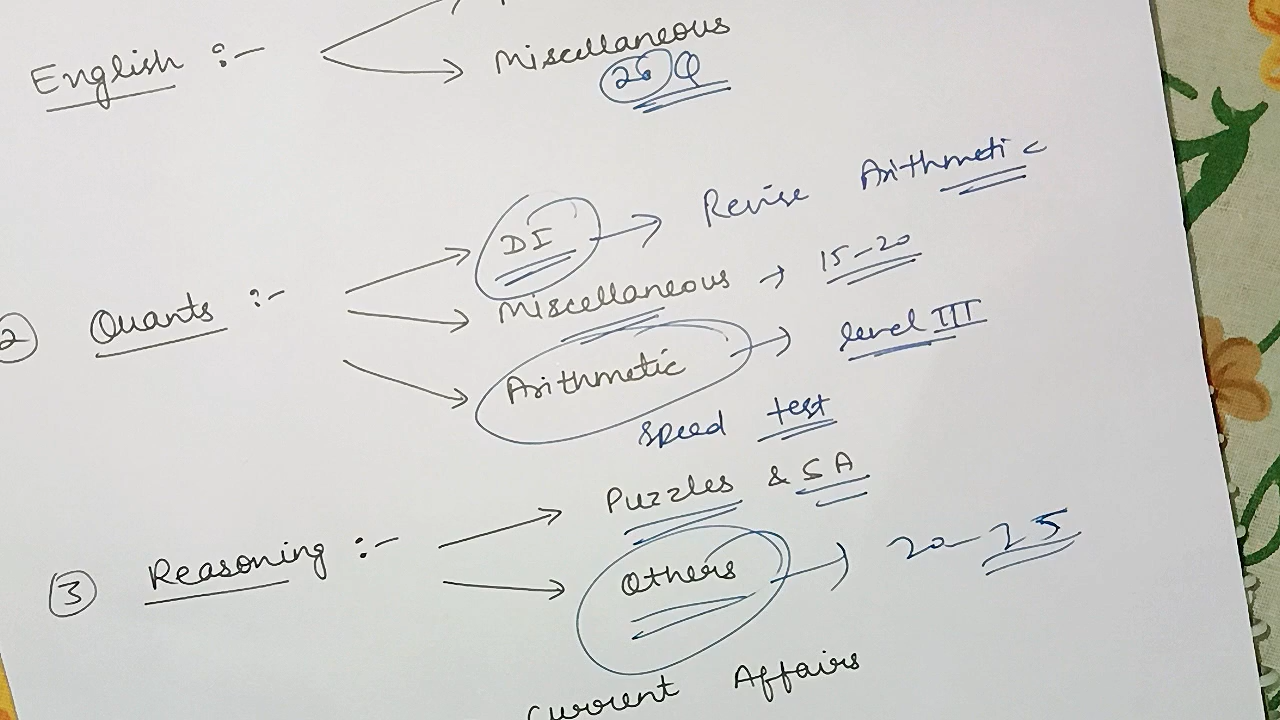 English :-
Miscellaneous
26 Q
DI → Revise Arithmetic
② Quants :-
Miscellaneous → 15-20
Arithmetic → level III
speed test
Puzzles & SA
③ Reasoning :-
Others → 20-25
Current Affairs